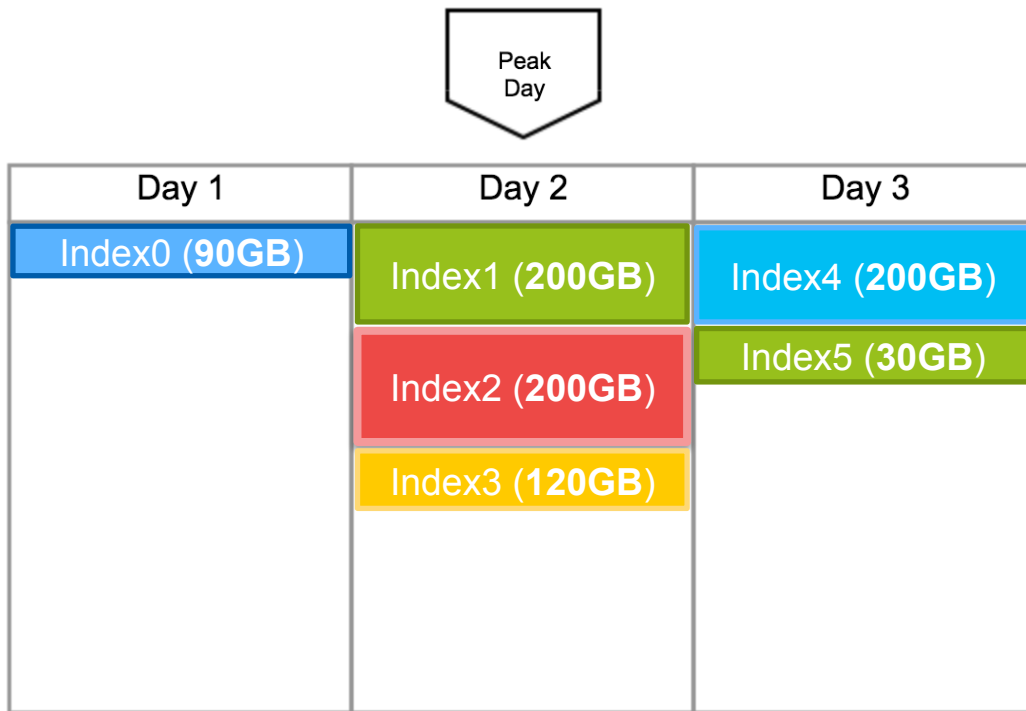 Peak
Day
Day 1
Day 2
Day 3
Index0 (90GB)
Index1 (200GB)
Index4 (200GB)
Index5 (30GB)
Index2 (200GB)
Index3 (120GB)